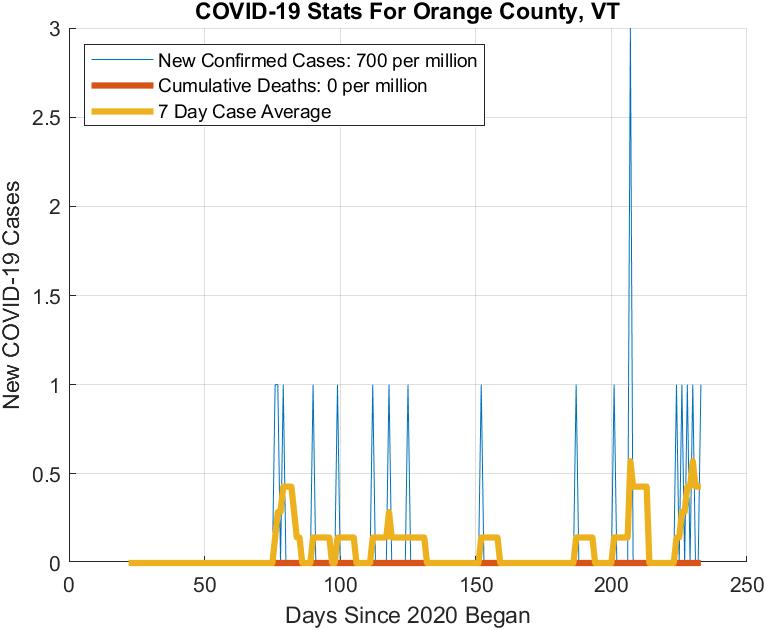 COVID-19 Stats For Orange County, VT
New Confirmed Cases: 700 per million
Cumulative Deaths: 0 per million
7 Day Case Average
3
2.5
2
1.5
1
0.5
0
New COVID-19 Cases
0 50 100 150 200 250
Days Since 2020 Began